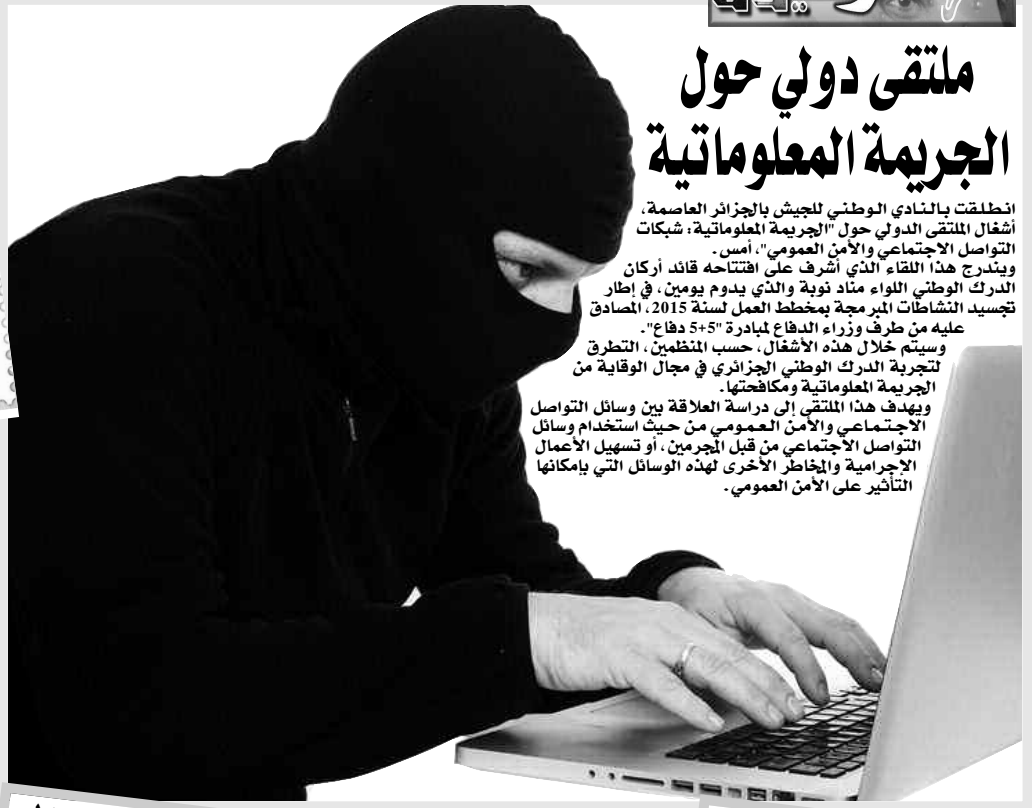 ملتقى دولي حول
الجريمة المعلوماتية
انطلقت بالنادي الوطني للجيش بالجزائر العاصمة،
أشغال الملتقى الدولي حول "الجريمة المعلوماتية: شبكات
التواصل الاجتماعي والأمن العمومي"، أمس.
ويندرج هذا اللقاء الذي أشرف على افتتاحه قائد أركان
الدرك الوطني اللواء مناد نوبة والذي يدوم يومين، في إطار
تجسيد النشاطات المبرمجة بمخطط العمل لسنة 2015، المصادق
عليه من طرف وزراء الدفاع لمبادرة "5+5 دفاع".
وسيتم خلال هذه الأشغال، حسب المنظمين، التطرق
لتجربة الدرك الوطني الجزائري في مجال الوقاية من
الجريمة المعلوماتية ومكافحتها.
ويهدف هذا الملتقى إلى دراسة العلاقة بين وسائل التواصل
الاجتماعي والأمن العمومي من حيث استخدام وسائل
التواصل الاجتماعي من قبل المجرمين، أو تسهيل الأعمال
الإجرامية والمخاطر الأخرى لهذه الوسائل التي بإمكانها
التأثير على الأمن العمومي.